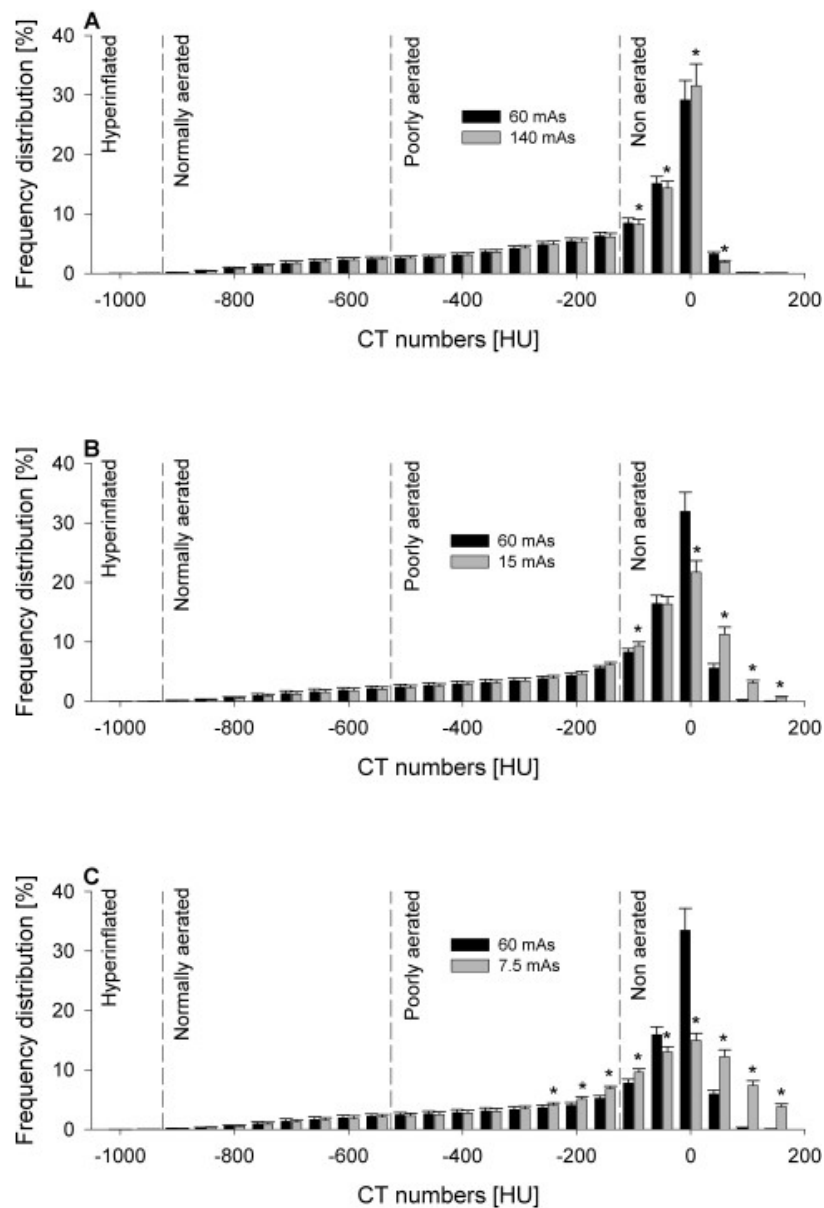 A
Frequency distribution [%]
40
30
20
10
0
Hyperinflated
Normally aerated
Poorly aerated
Non aerated
60 mAs
140 mAs
* * * *
-1000 -800 -600 -400 -200 0 200
CT numbers [HU]
B
Frequency distribution [%]
40
30
20
10
0
Hyperinflated
Normally aerated
Poorly aerated
Non aerated
60 mAs
15 mAs
* * * * *
-1000 -800 -600 -400 -200 0 200
CT numbers [HU]
C
Frequency distribution [%]
40
30
20
10
0
Hyperinflated
Normally aerated
Poorly aerated
Non aerated
60 mAs
7.5 mAs
* * * * * * * * *
-1000 -800 -600 -400 -200 0 200
CT numbers [HU]